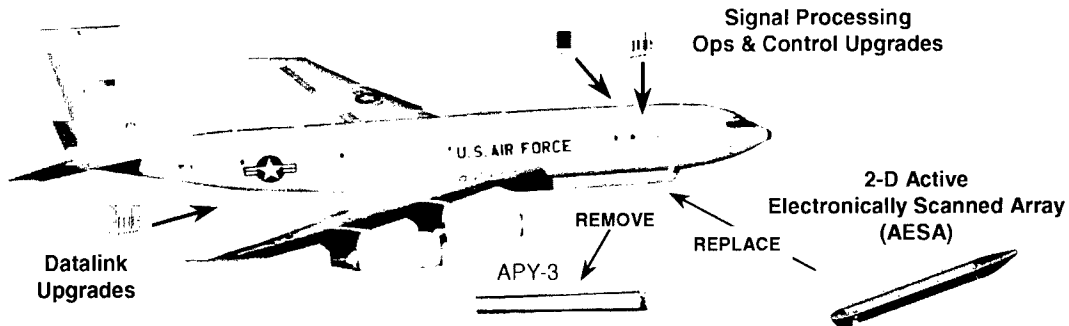 Signal Processing
Ops & Control Upgrades
U.S. AIR FORCE
2-D Active
Electronically Scanned Array
(AESA)
REMOVE
REPLACE
Datalink
Upgrades
APY-3